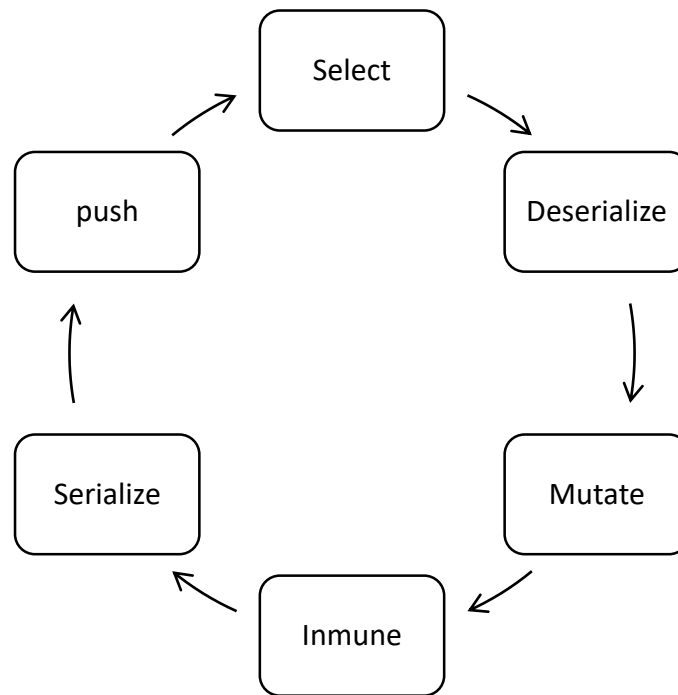 Select
Deserialize
Mutate
Inmune
Serialize
push